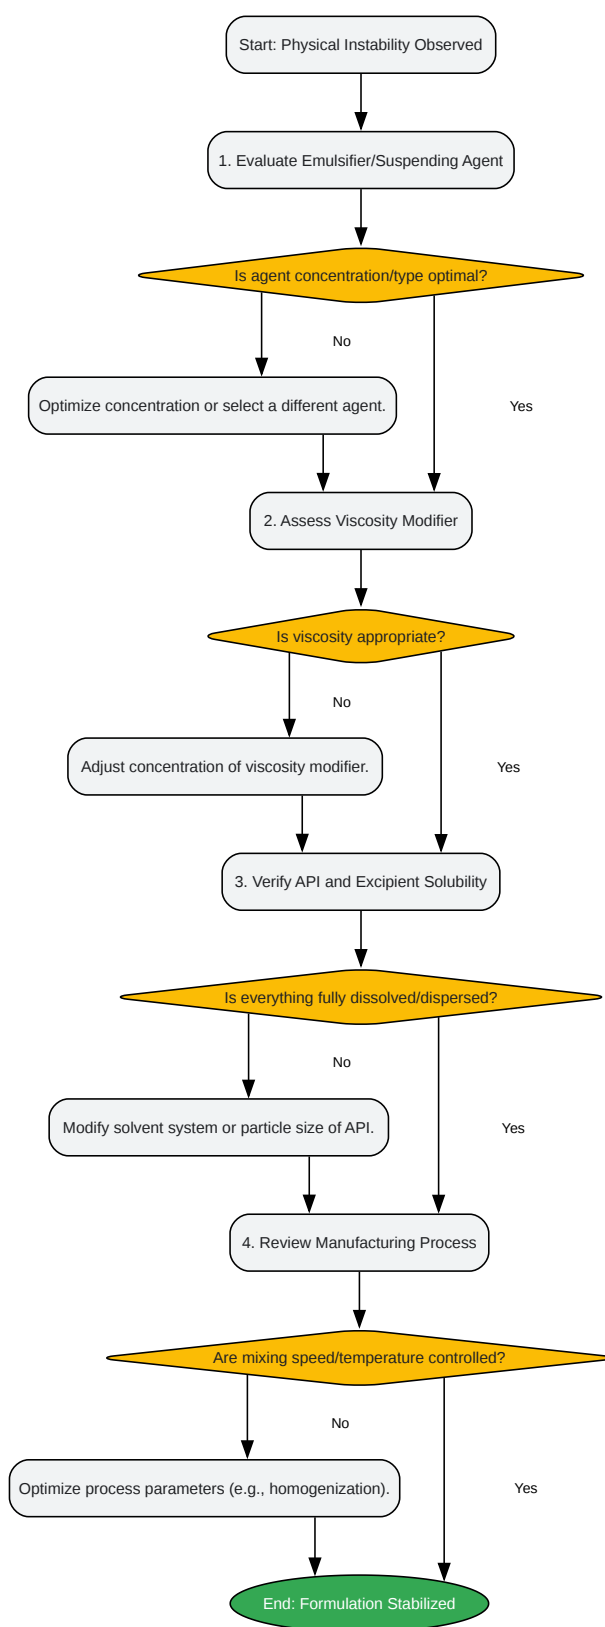 Start: Physical Instability Observed
1. Evaluate Emulsifier/Suspending Agent
Is agent concentration/type optimal?
No
Optimize concentration or select a different agent.
Yes
2. Assess Viscosity Modifier
Is viscosity appropriate?
No
Adjust concentration of viscosity modifier.
Yes
3. Verify API and Excipient Solubility
Is everything fully dissolved/dispersed?
No
Modify solvent system or particle size of API.
Yes
4. Review Manufacturing Process
Are mixing speed/temperature controlled?
No
Optimize process parameters (e.g., homogenization).
Yes
End: Formulation Stabilized